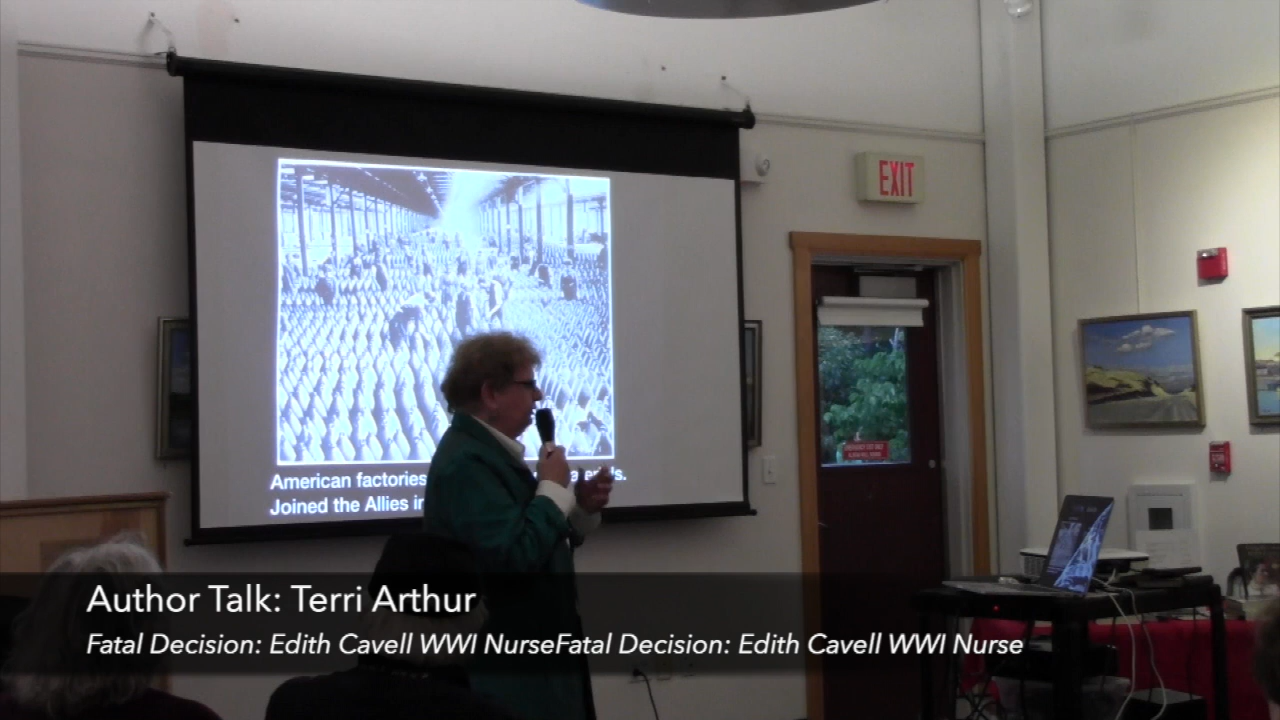 EXIT
American factories
Joined the Allies in
Author Talk: Terri Arthur
Fatal Decision: Edith Cavell WWI NurseFatal Decision: Edith Cavell WWI Nurse